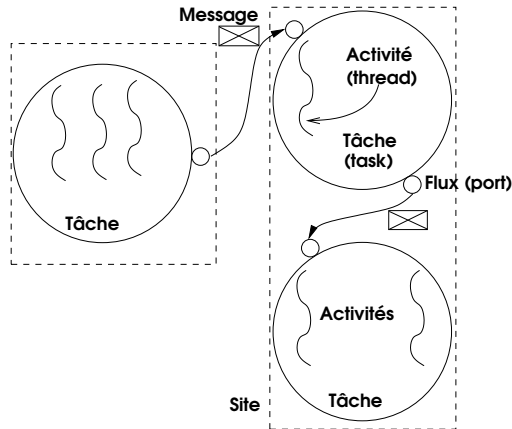 Message
Activité
(thread)
Tâche
(task)
Tâche
Flux (port)
Activités
Tâche
Site